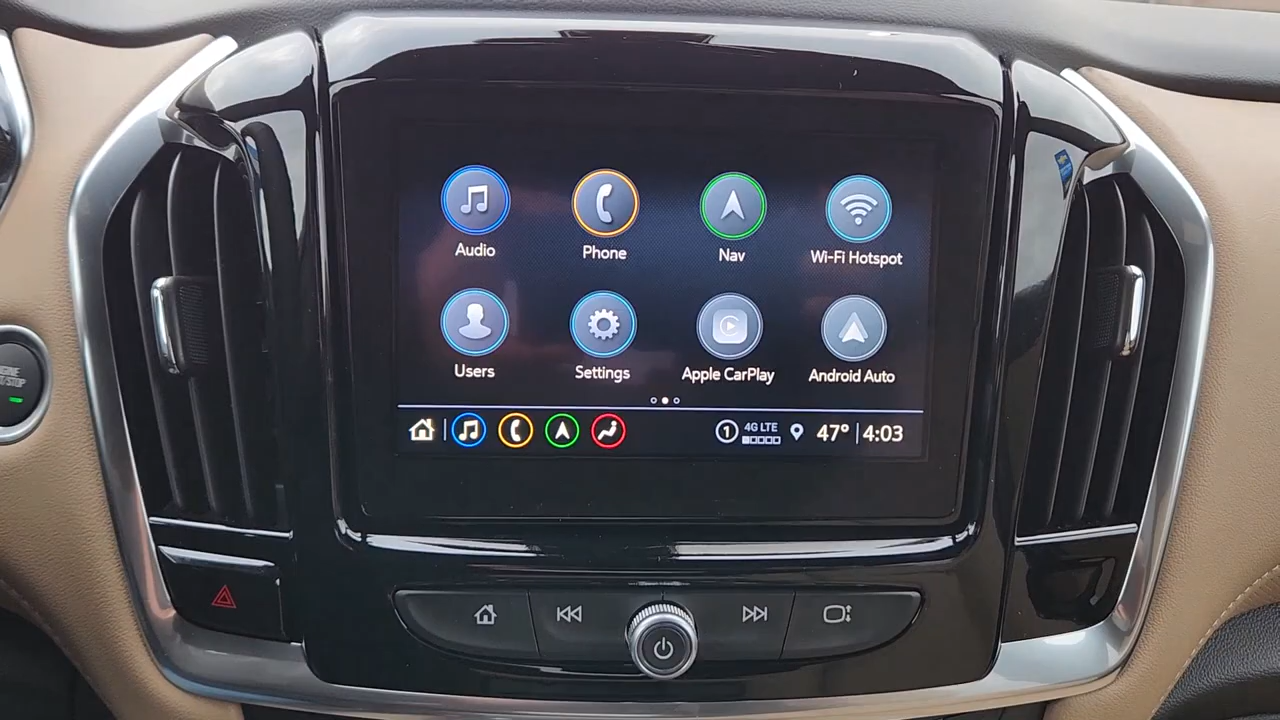 Audio Phone Nav Wi-Fi Hotspot
Users Settings Apple CarPlay Android Auto
1 4G LTE 47° 4:03